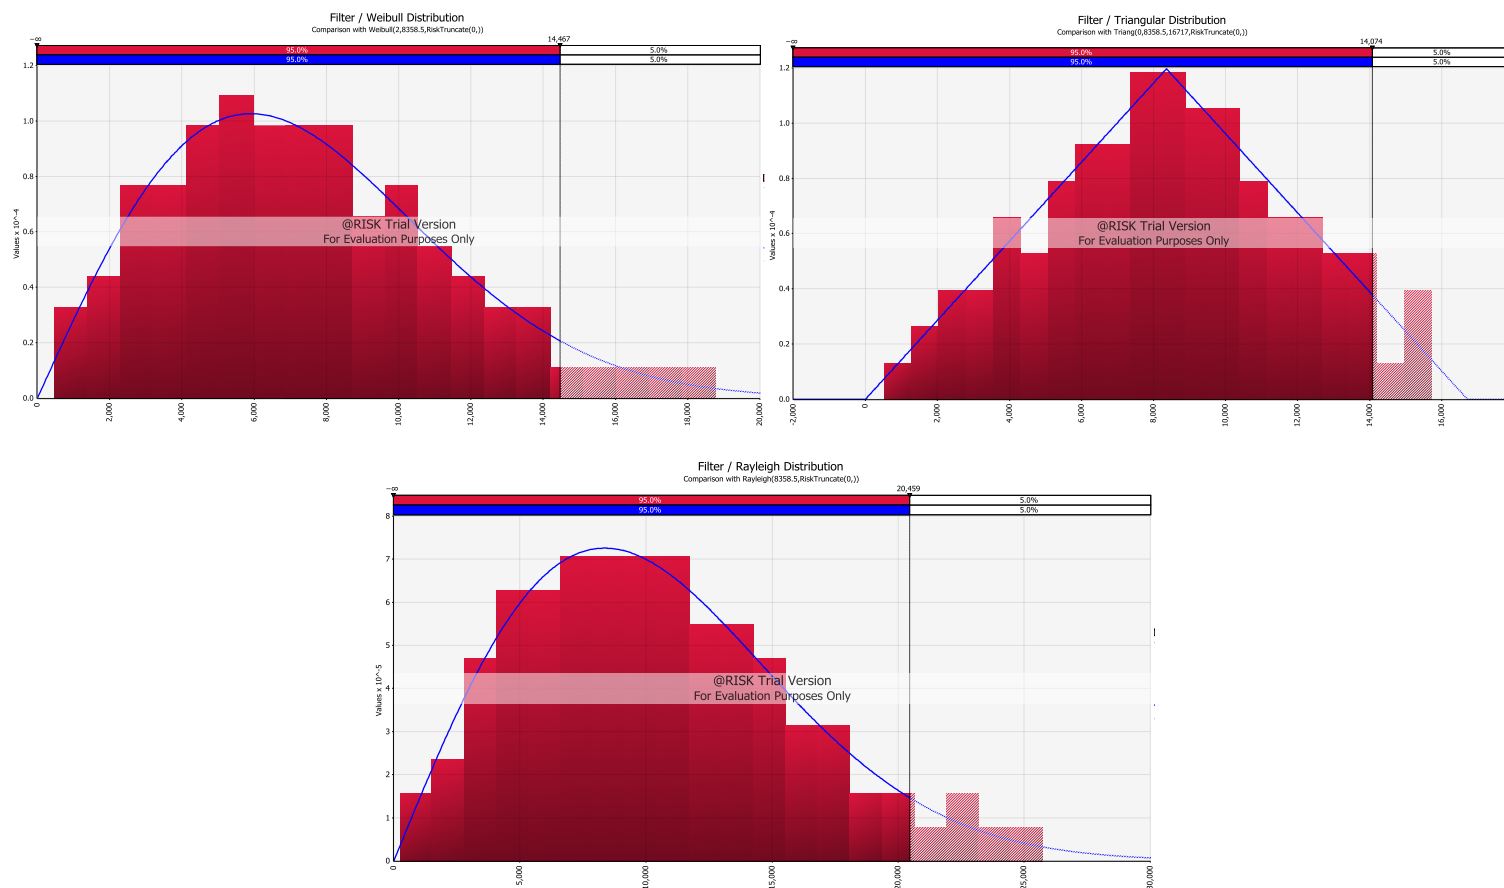 Filter / Weibull Distribution
Comparison with Weibull(2,8358.5,RiskTruncate(0,))
-∞ 14,467
95.0% 5.0%
95.0% 5.0%
1.2
1.0
0.8
0.6
0.4
0.2
0.0
Values x 10^-4
@RISK Trial Version
For Evaluation Purposes Only
0 2,000 4,000 6,000 8,000 10,000 12,000 14,000 16,000 18,000 20,000
Filter / Triangular Distribution
Comparison with Triang(0,8358.5,16717,RiskTruncate(0,))
-∞ 14,074
95.0% 5.0%
95.0% 5.0%
1.2
1.0
0.8
0.6
0.4
0.2
0.0
Values x 10^-4
@RISK Trial Version
For Evaluation Purposes Only
-2,000 0 2,000 4,000 6,000 8,000 10,000 12,000 14,000 16,000
Filter / Rayleigh Distribution
Comparison with Rayleigh(8358.5,RiskTruncate(0,))
-∞ 20,459
95.0% 5.0%
95.0% 5.0%
8
7
6
5
4
3
2
1
0
Values x 10^-5
@RISK Trial Version
For Evaluation Purposes Only
0 5,000 10,000 15,000 20,000 25,000 30,000